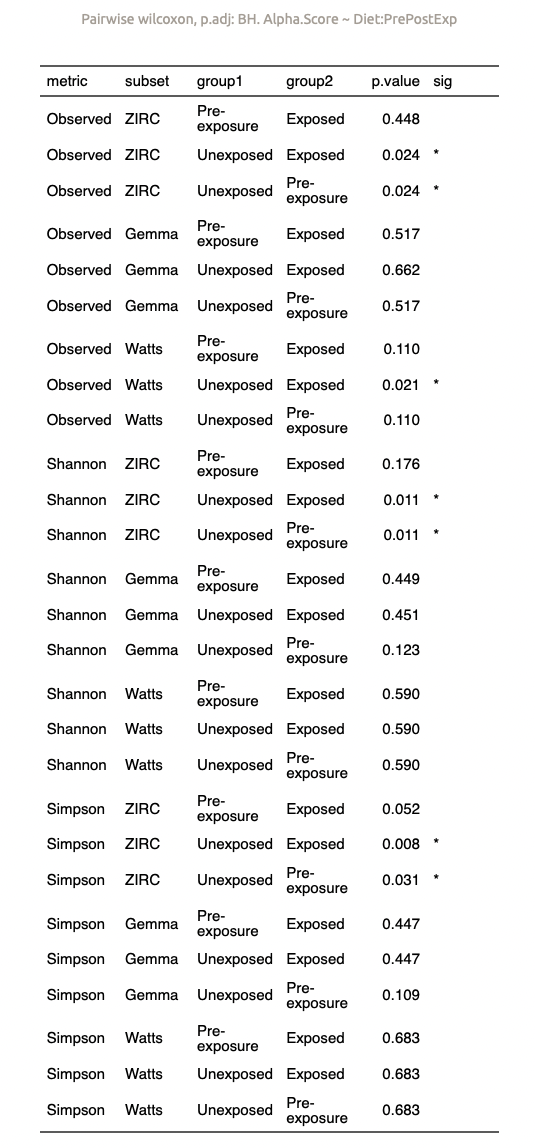 Pairwise wilcoxon, p.adj: BH. Alpha.Score ~ Diet:PrePostExp
metric subset group1 group2 p.value sig
Observed ZIRC Pre-exposure Exposed 0.448
Observed ZIRC Unexposed Exposed 0.024 *
Observed ZIRC Unexposed Pre-exposure 0.024 *
Observed Gemma Pre-exposure Exposed 0.517
Observed Gemma Unexposed Exposed 0.662
Observed Gemma Unexposed Pre-exposure 0.517
Observed Watts Pre-exposure Exposed 0.110
Observed Watts Unexposed Exposed 0.021 *
Observed Watts Unexposed Pre-exposure 0.110
Shannon ZIRC Pre-exposure Exposed 0.176
Shannon ZIRC Unexposed Exposed 0.011 *
Shannon ZIRC Unexposed Pre-exposure 0.011 *
Shannon Gemma Pre-exposure Exposed 0.449
Shannon Gemma Unexposed Exposed 0.451
Shannon Gemma Unexposed Pre-exposure 0.123
Shannon Watts Pre-exposure Exposed 0.590
Shannon Watts Unexposed Exposed 0.590
Shannon Watts Unexposed Pre-exposure 0.590
Simpson ZIRC Pre-exposure Exposed 0.052
Simpson ZIRC Unexposed Exposed 0.008 *
Simpson ZIRC Unexposed Pre-exposure 0.031 *
Simpson Gemma Pre-exposure Exposed 0.447
Simpson Gemma Unexposed Exposed 0.447
Simpson Gemma Unexposed Pre-exposure 0.109
Simpson Watts Pre-exposure Exposed 0.683
Simpson Watts Unexposed Exposed 0.683
Simpson Watts Unexposed Pre-exposure 0.683